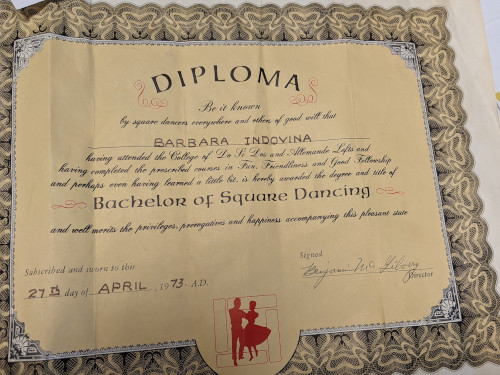 DIPLOMA
Be it known
by square dancers everywhere and others of good will that
BARBARA INDOVINA
having attended the College of Do Si Dos and Allemande Lefts and
having completed the prescribed courses in Fun, Friendliness and Good Fellowship
and perhaps even having learned a little bit, is hereby awarded the degree and title of
Bachelor of Square Dancing
and well merits the privileges, prerogatives and happiness accompanying this pleasant state
Subscribed and sworn to this
27th day of APRIL, 1973 A.D.
Signed
Benjamin
Director